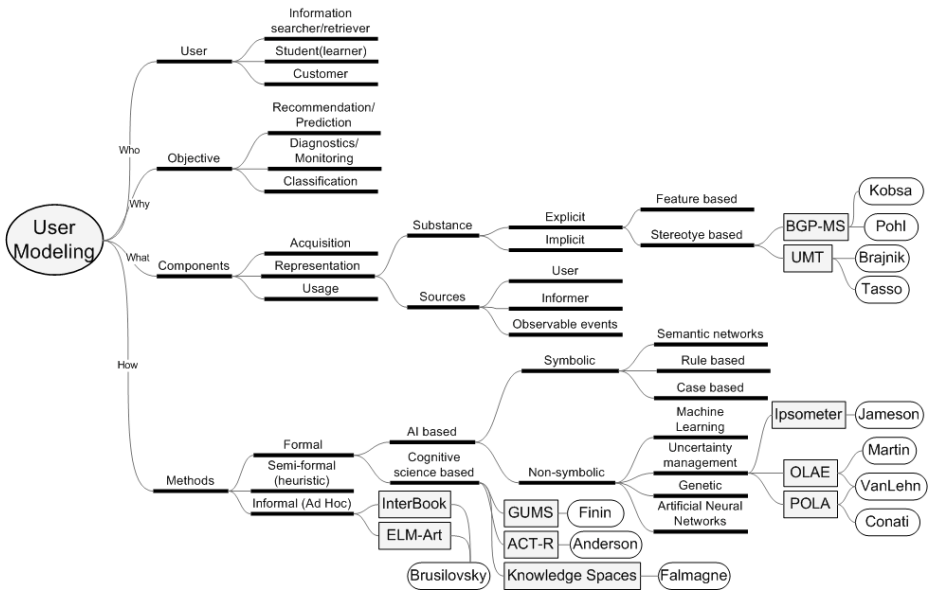 User
Modeling
Who
Why
What
How
User
Information
searcher/retriever
Student(learner)
Customer
Objective
Recommendation/
Prediction
Diagnostics/
Monitoring
Classification
Components
Acquisition
Representation
Usage
Substance
Explicit
Implicit
Feature based
Stereotye based
BGP-MS
UMT
Kobsa
Pohl
Brajnik
Tasso
Sources
User
Informer
Observable events
Methods
Formal
Semi-formal
(heuristic)
Informal (Ad Hoc)
AI based
Cognitive
science based
Symbolic
Semantic networks
Rule based
Case based
Non-symbolic
Machine
Learning
Uncertainty
management
Genetic
Artificial Neural
Networks
Ipsometer
Jameson
OLAE
POLA
Martin
VanLehn
Conati
GUMS
Finin
ACT-R
Anderson
Knowledge Spaces
Falmagne
InterBook
ELM-Art
Brusilovsky